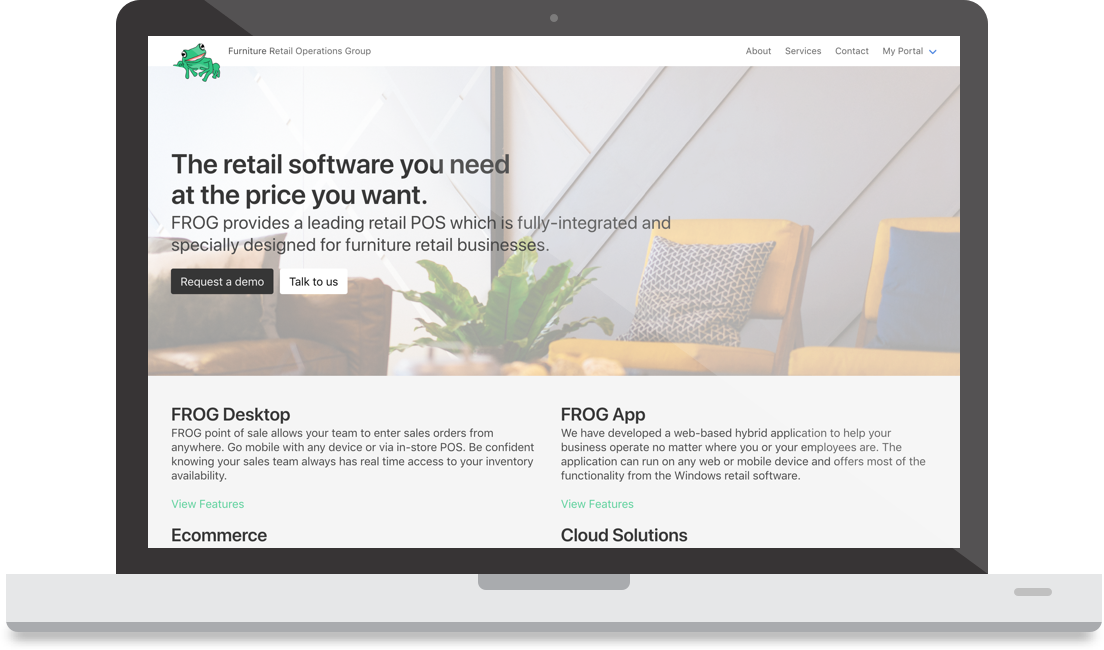 Furniture Retail Operations Group
About Services Contact My Portal
The retail software you need
at the price you want.
FROG provides a leading retail POS which is fully-integrated and
specially designed for furniture retail businesses.
Request a demo Talk to us
FROG Desktop
FROG point of sale allows your team to enter sales orders from
anywhere. Go mobile with any device or via in-store POS. Be confident
knowing your sales team always has real time access to your inventory
availability.
View Features
FROG App
We have developed a web-based hybrid application to help your
business operate no matter where you or your employees are. The
application can run on any web or mobile device and offers most of the
functionality from the Windows retail software.
View Features
Ecommerce
Cloud Solutions